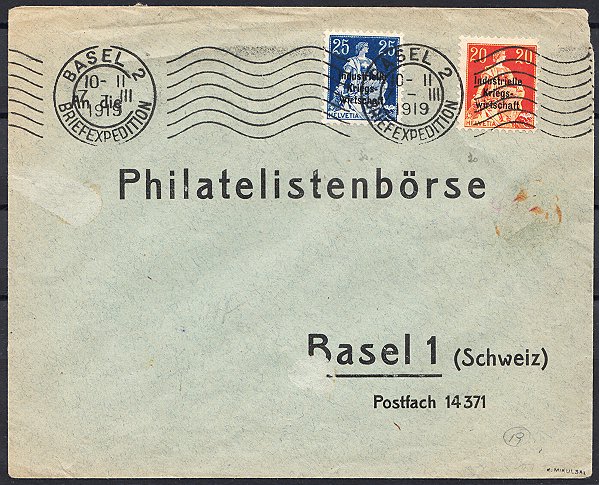 BASEL 2
10-11
7. III
1919
BRIEFEXPEDITION
An die
25 25
Industrielle
Kriegs-
wirtschaft
HELVETIA
BASEL 2
10-11
- III
1919
BRIEFEXPEDITION
20 20
Industrielle
Kriegs-
wirtschaft
HELVETIA
Philatelistenbörse
Basel 1 (Schweiz)
Postfach 14371
19